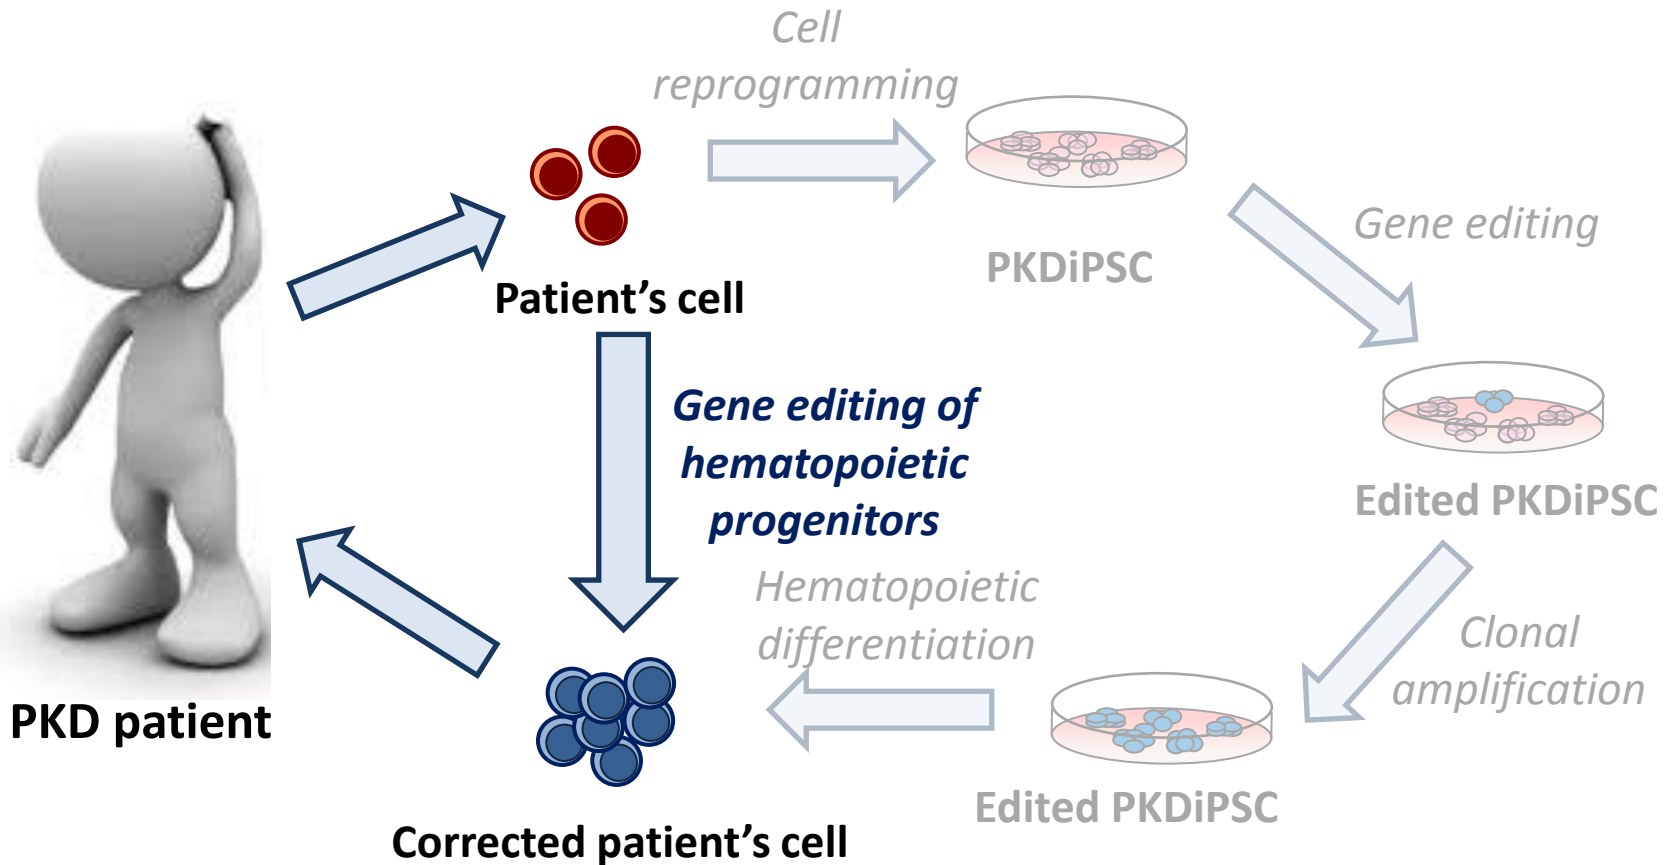 Cell
reprogramming
PKDiPSC
Gene editing
Patient's cell
Gene editing of
hematopoietic
progenitors
Edited PKDiPSC
Clonal
amplification
Hematopoietic
differentiation
Edited PKDiPSC
PKD patient
Corrected patient's cell